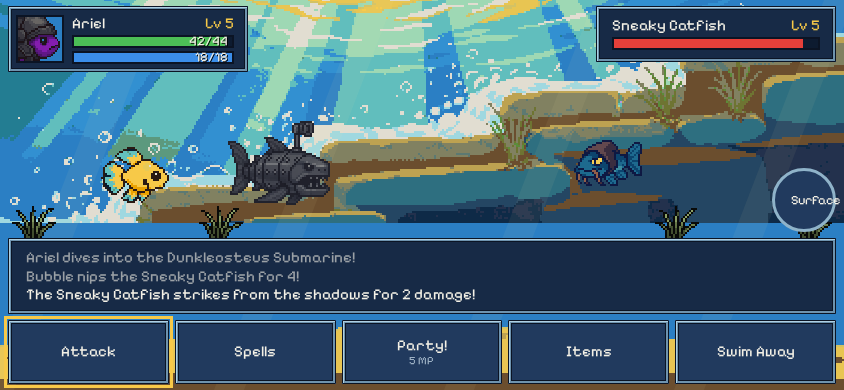 Ariel Lv 5
42/44
18/18
Sneaky Catfish Lv 5
Surface
Ariel dives into the Dunkleosteus Submarine!
Bubble nips the Sneaky Catfish for 4!
The Sneaky Catfish strikes from the shadows for 2 damage!
Attack
Spells
Party!
5 MP
Items
Swim Away